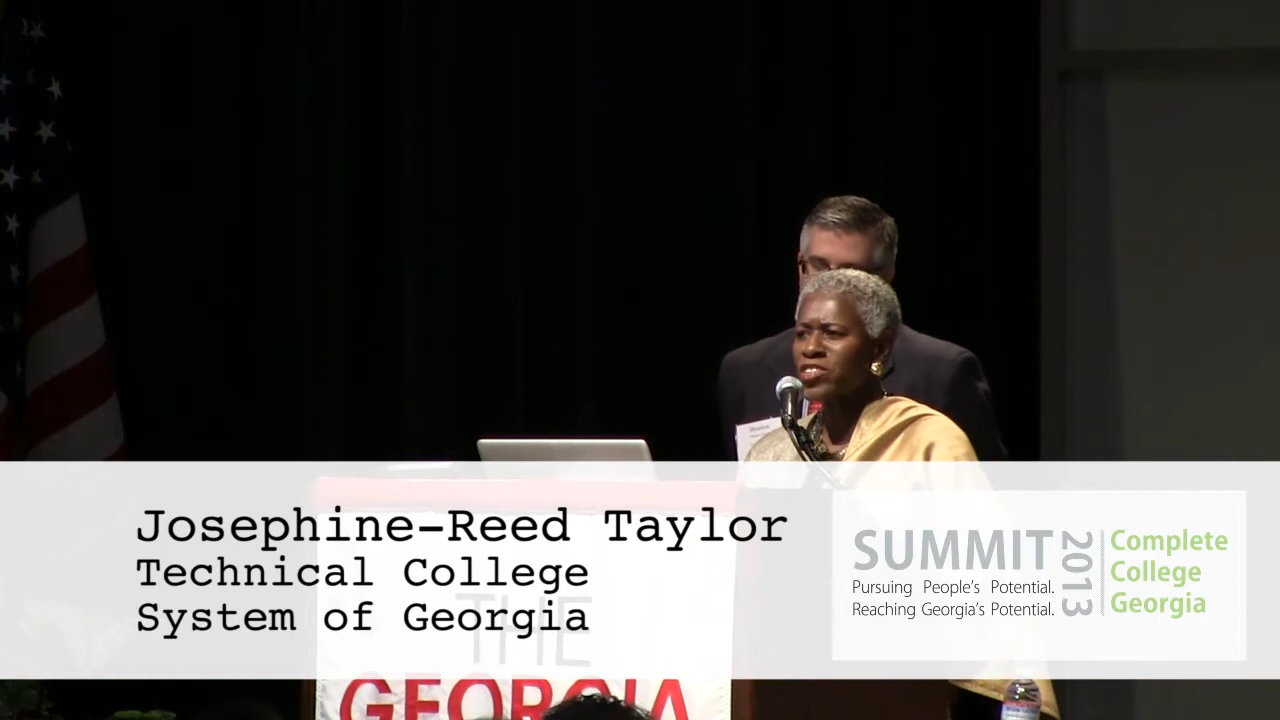 Josephine-Reed Taylor
Technical College
System of Georgia
SUMMIT 2013
Pursuing People's Potential.
Reaching Georgia's Potential.
Complete
College
Georgia
THE
GEORGIA